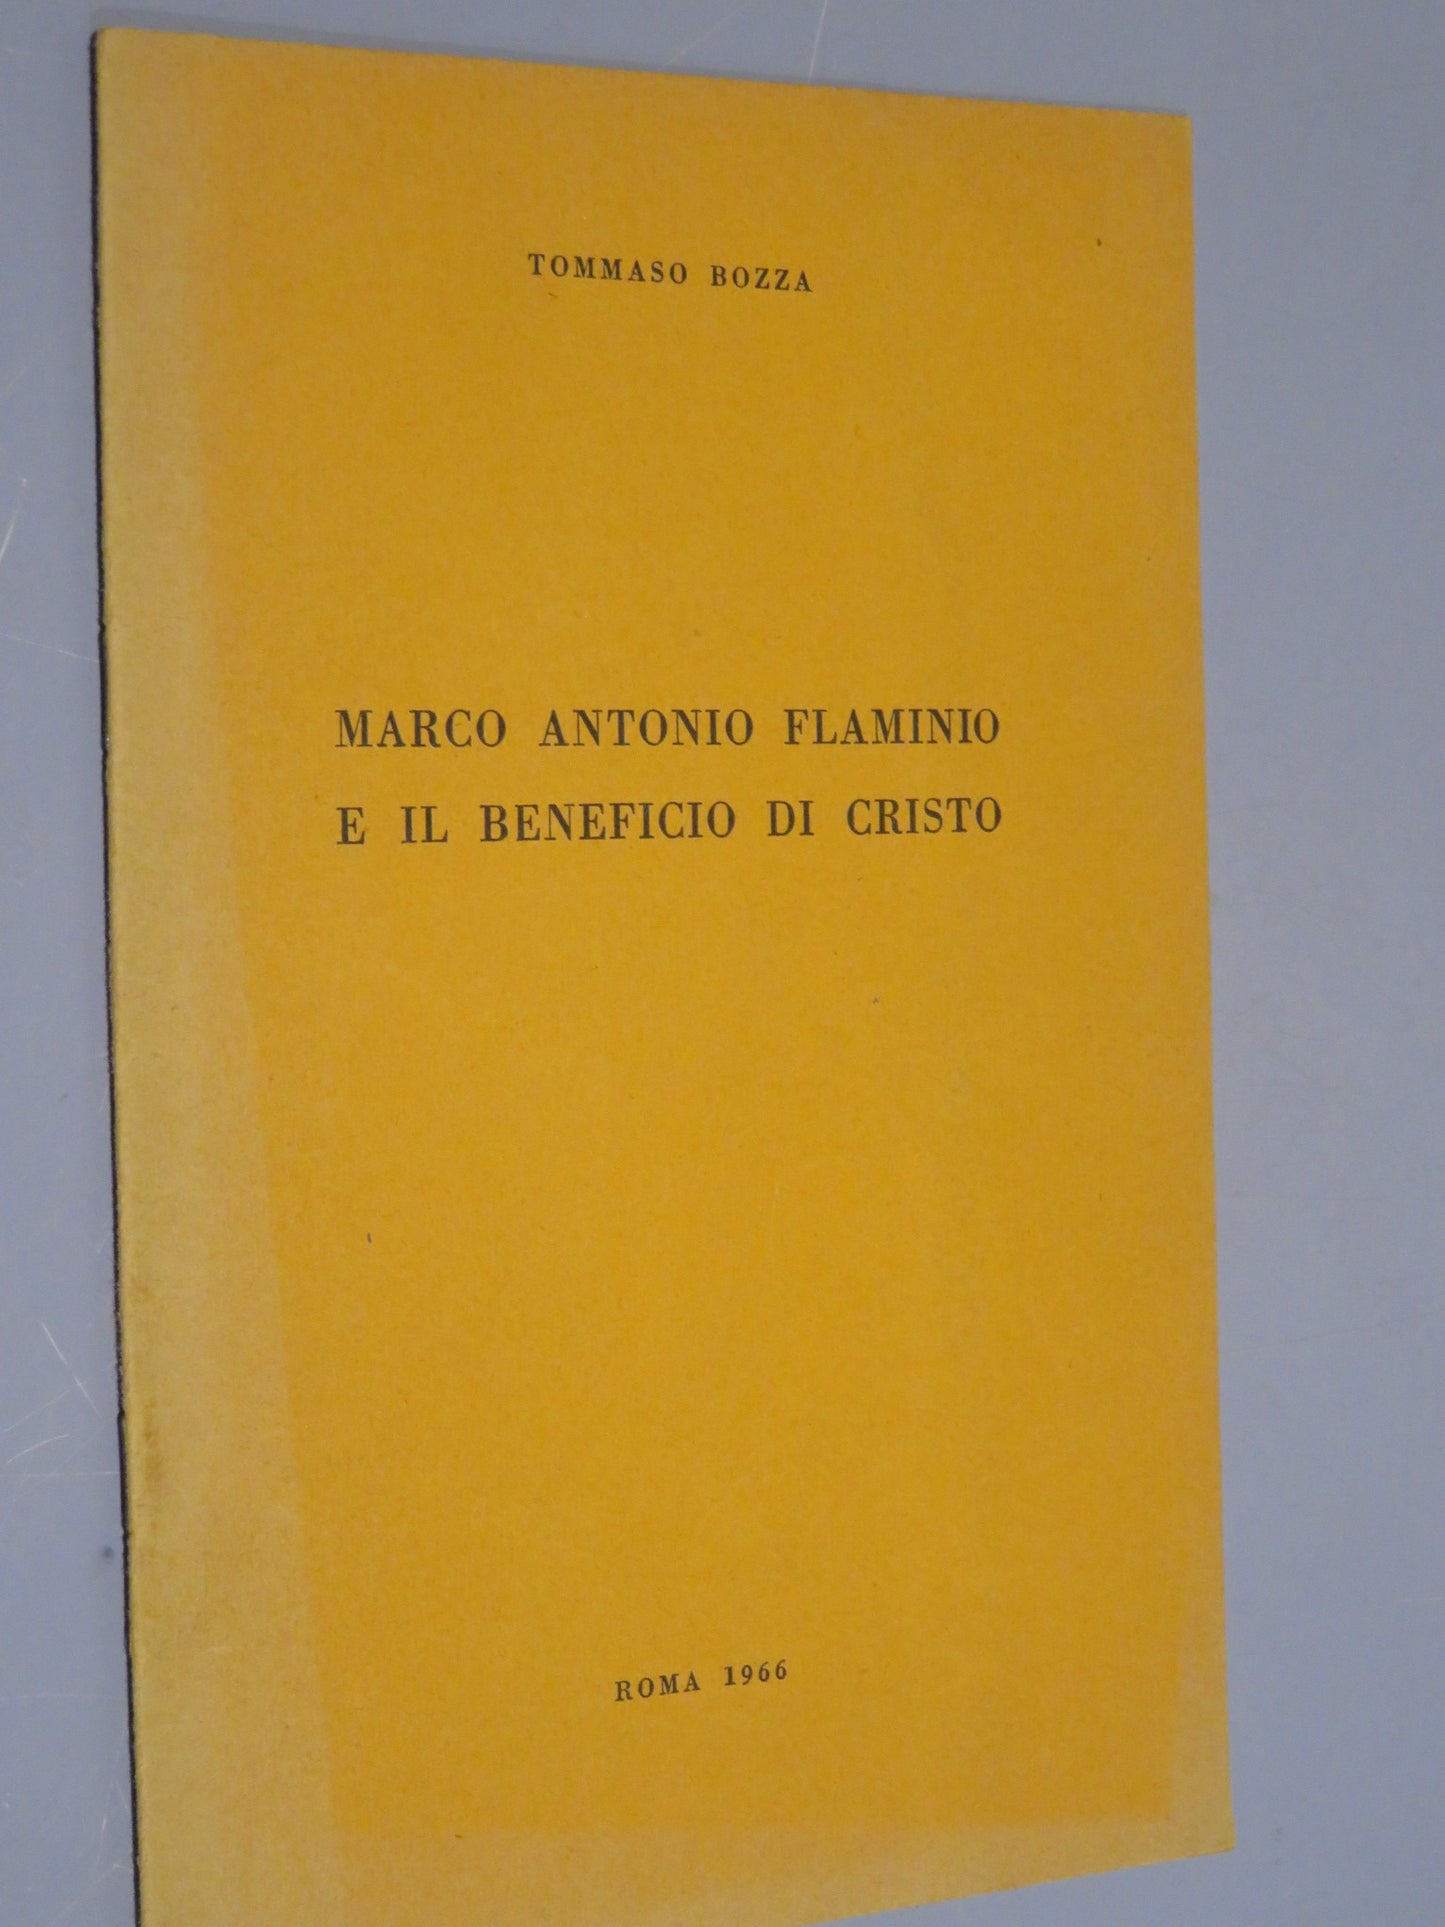 TOMMASO BOZZA
MARCO ANTONIO FLAMINIO
E IL BENEFICIO DI CRISTO
ROMA 1966